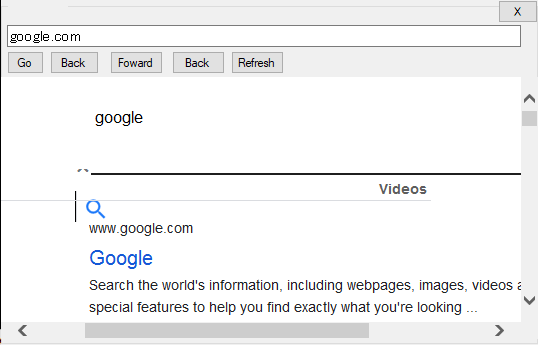 X
google.com
Go Back Foward Back Refresh
google
Videos
www.google.com
Google
Search the world's information, including webpages, images, videos a
special features to help you find exactly what you're looking ...